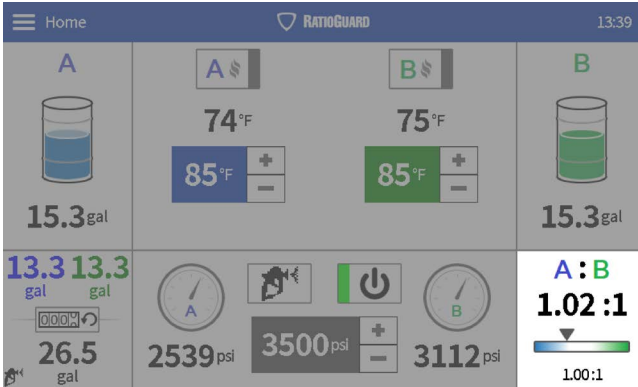 Home
RATIOGUARD
13:39
A
15.3gal
A
B
74°F
75°F
85°F
+
−
85°F
+
−
B
15.3gal
13.3 13.3
gal gal
000
26.5
gal
A
2539psi
3500psi
+
−
B
3112psi
A:B
1.02 :1
1.00:1